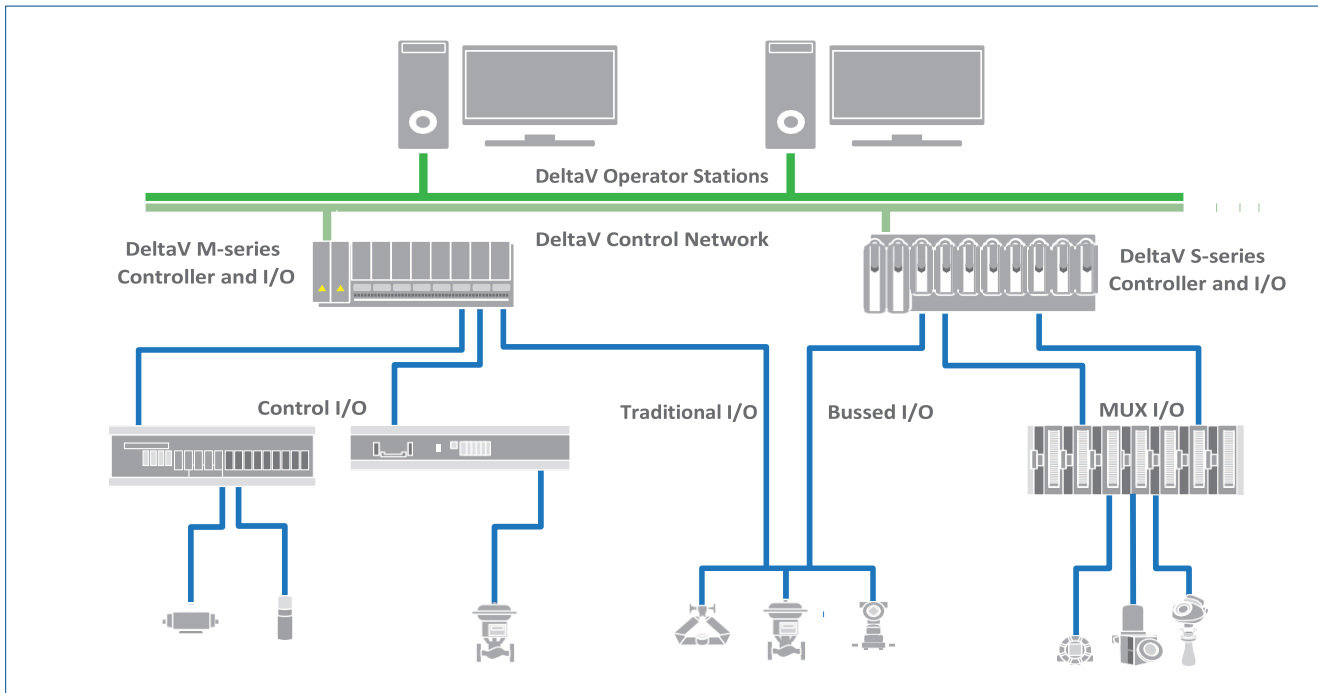 DeltaV Operator Stations
DeltaV Control Network
DeltaV M-series
Controller and I/O
DeltaV S-series
Controller and I/O
Control I/O
Traditional I/O
Bussed I/O
MUX I/O